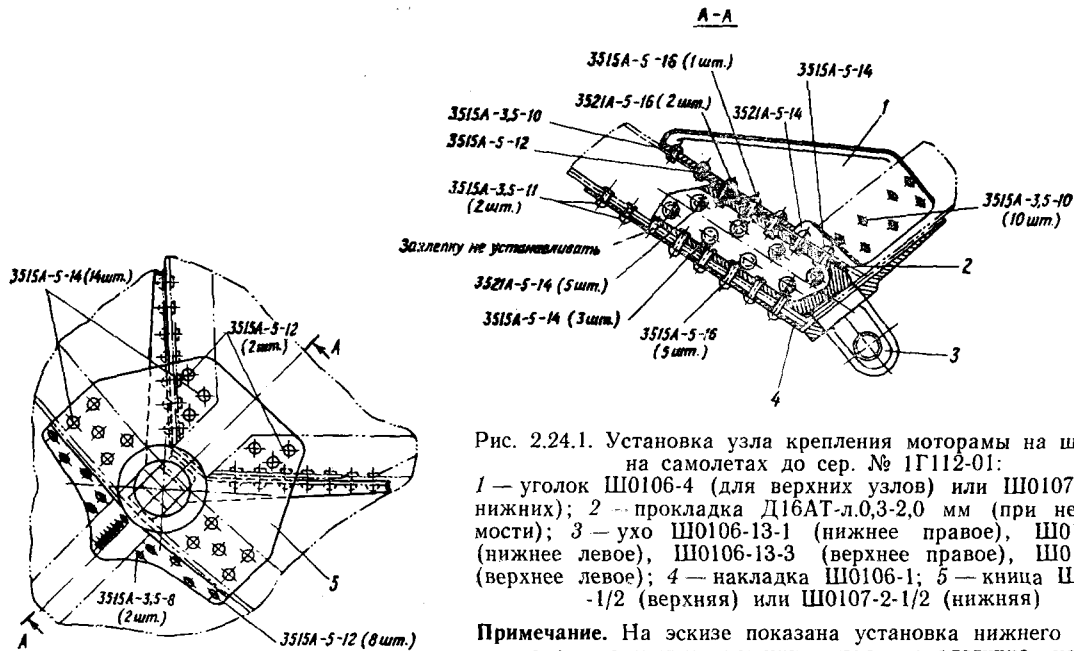 А-А
3515А-5-16 (1 шт.)
3515А-5-14
3521А-5-16 (2 шт.)
3521А-5-14
1
3515А-3,5-10
3515А-5-12
3515А-3,5-11
(2 шт.)
3515А-3,5-10
(10 шт.)
Заклепку не устанавливать
2
3521А-5-14 (5 шт.)
3515А-5-14 (3 шт.)
3515А-5-16
(5 шт.)
3
4
3515А-5-14 (14 шт.)
3515А-5-12
(2 шт.)
А
5
3515А-3,5-8
(2 шт.)
А
3515А-5-12 (8 шт.)
Рис. 2.24.1. Установка узла крепления моторамы на ш
на самолетах до сер. № 1Г112-01:
1 — уголок Ш0106-4 (для верхних узлов) или Ш0107
нижних); 2 — прокладка Д16АТ-л.0,3-2,0 мм (при не
мости); 3 — ухо Ш0106-13-1 (нижнее правое), Ш01
(нижнее левое), Ш0106-13-3 (верхнее правое), Ш01
(верхнее левое); 4 — накладка Ш0106-1; 5 — кница Ш
-1/2 (верхняя) или Ш0107-2-1/2 (нижняя)
Примечание. На эскизе показана установка нижнего